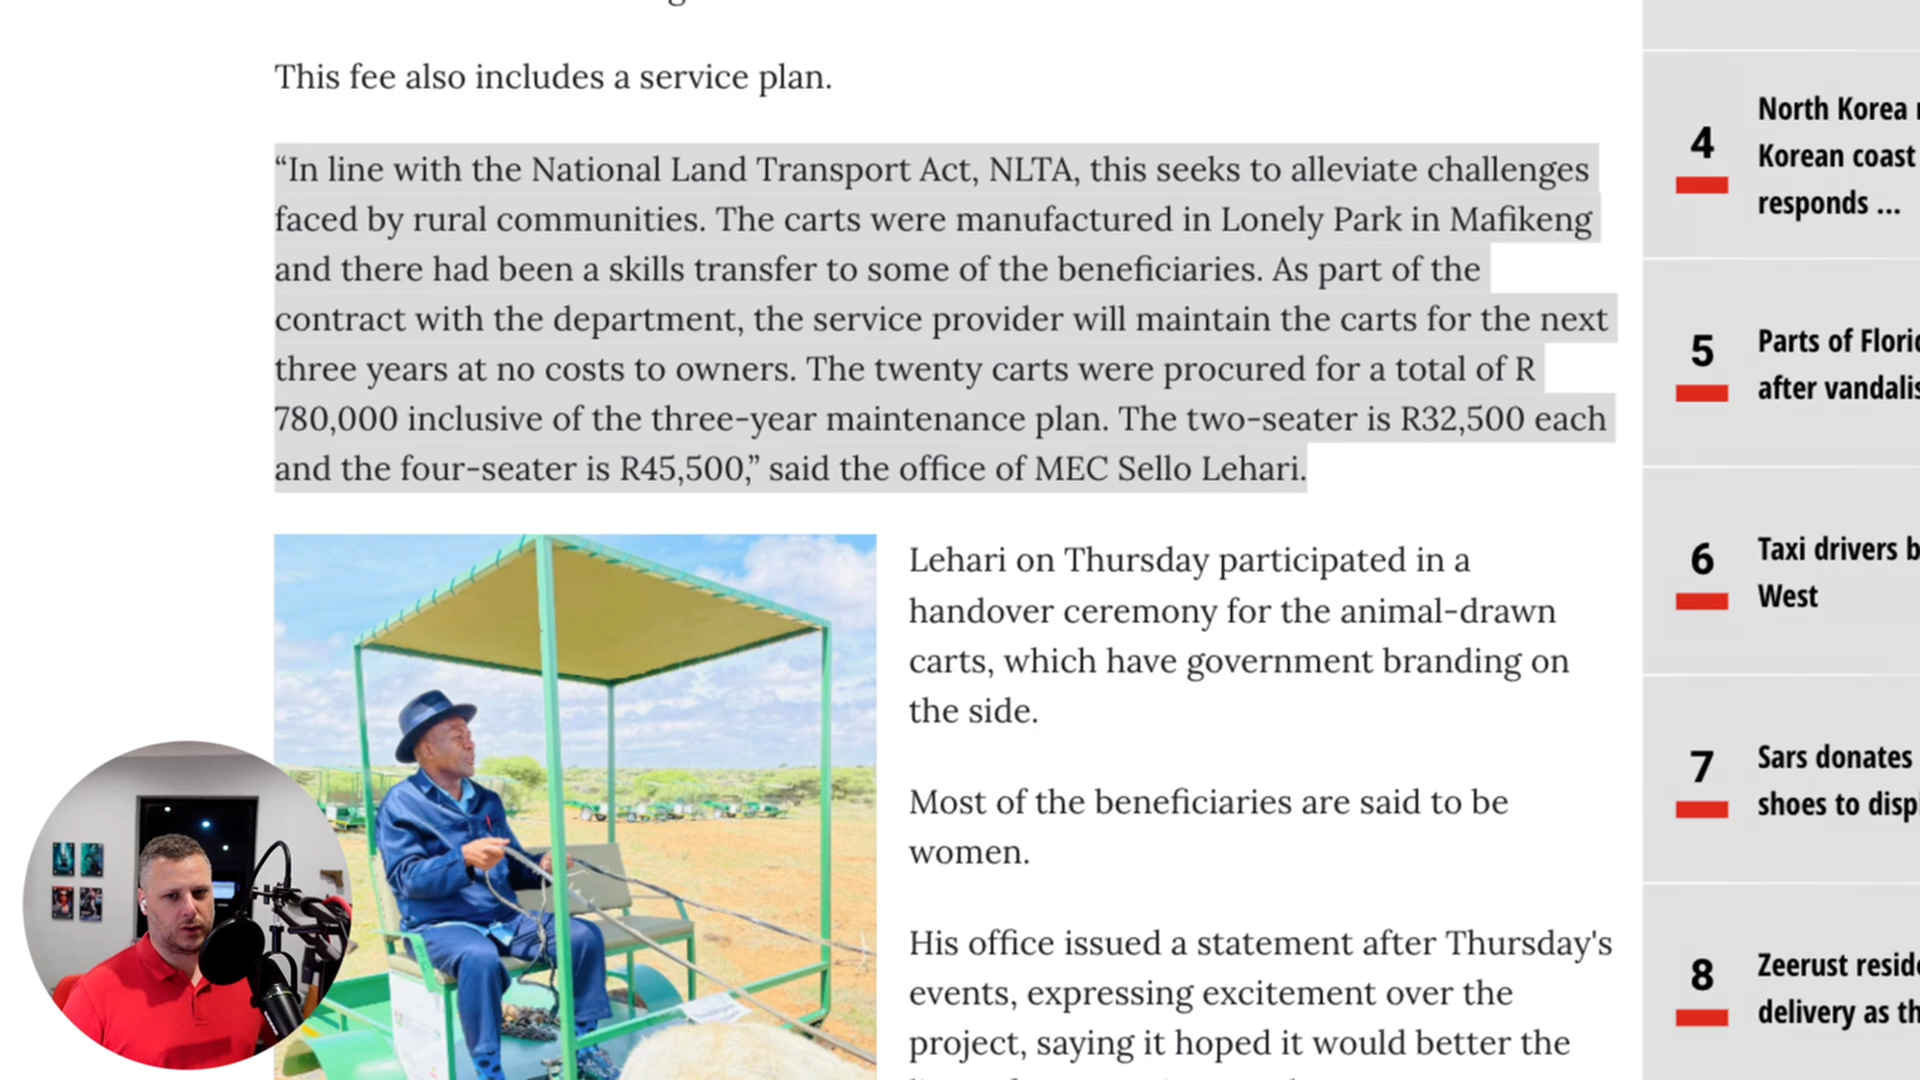 This fee also includes a service plan.
“In line with the National Land Transport Act, NLTA, this seeks to alleviate challenges
faced by rural communities. The carts were manufactured in Lonely Park in Mafikeng
and there had been a skills transfer to some of the beneficiaries. As part of the
contract with the department, the service provider will maintain the carts for the next
three years at no costs to owners. The twenty carts were procured for a total of R
780,000 inclusive of the three-year maintenance plan. The two-seater is R32,500 each
and the four-seater is R45,500,” said the office of MEC Sello Lehari.
Lehari on Thursday participated in a
handover ceremony for the animal-drawn
carts, which have government branding on
the side.
Most of the beneficiaries are said to be
women.
His office issued a statement after Thursday's
events, expressing excitement over the
project, saying it hoped it would better the
4
North Korea
Korean coast
responds ...
5
Parts of
after
6
Taxi drivers
West
7
Sars donates
shoes to
8
Zeerust
delivery as